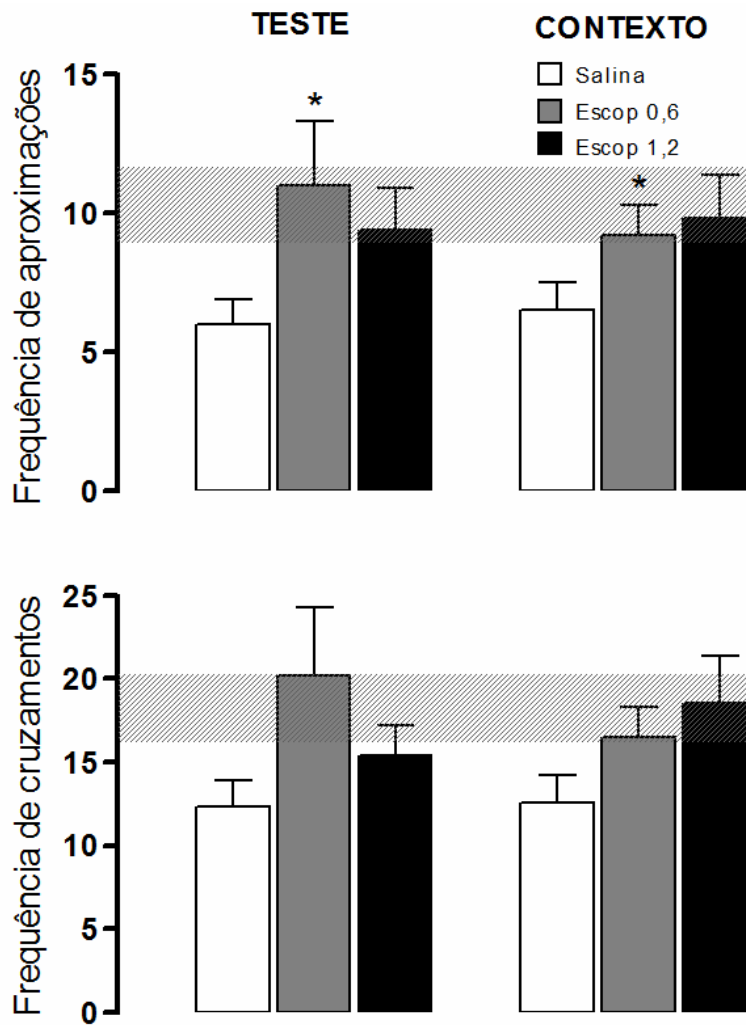 TESTE
CONTEXTO
Salina
Escop 0,6
Escop 1,2
Frequência de aproximações
15
10
5
0
*
*
Frequência de cruzamentos
25
20
15
10
5
0